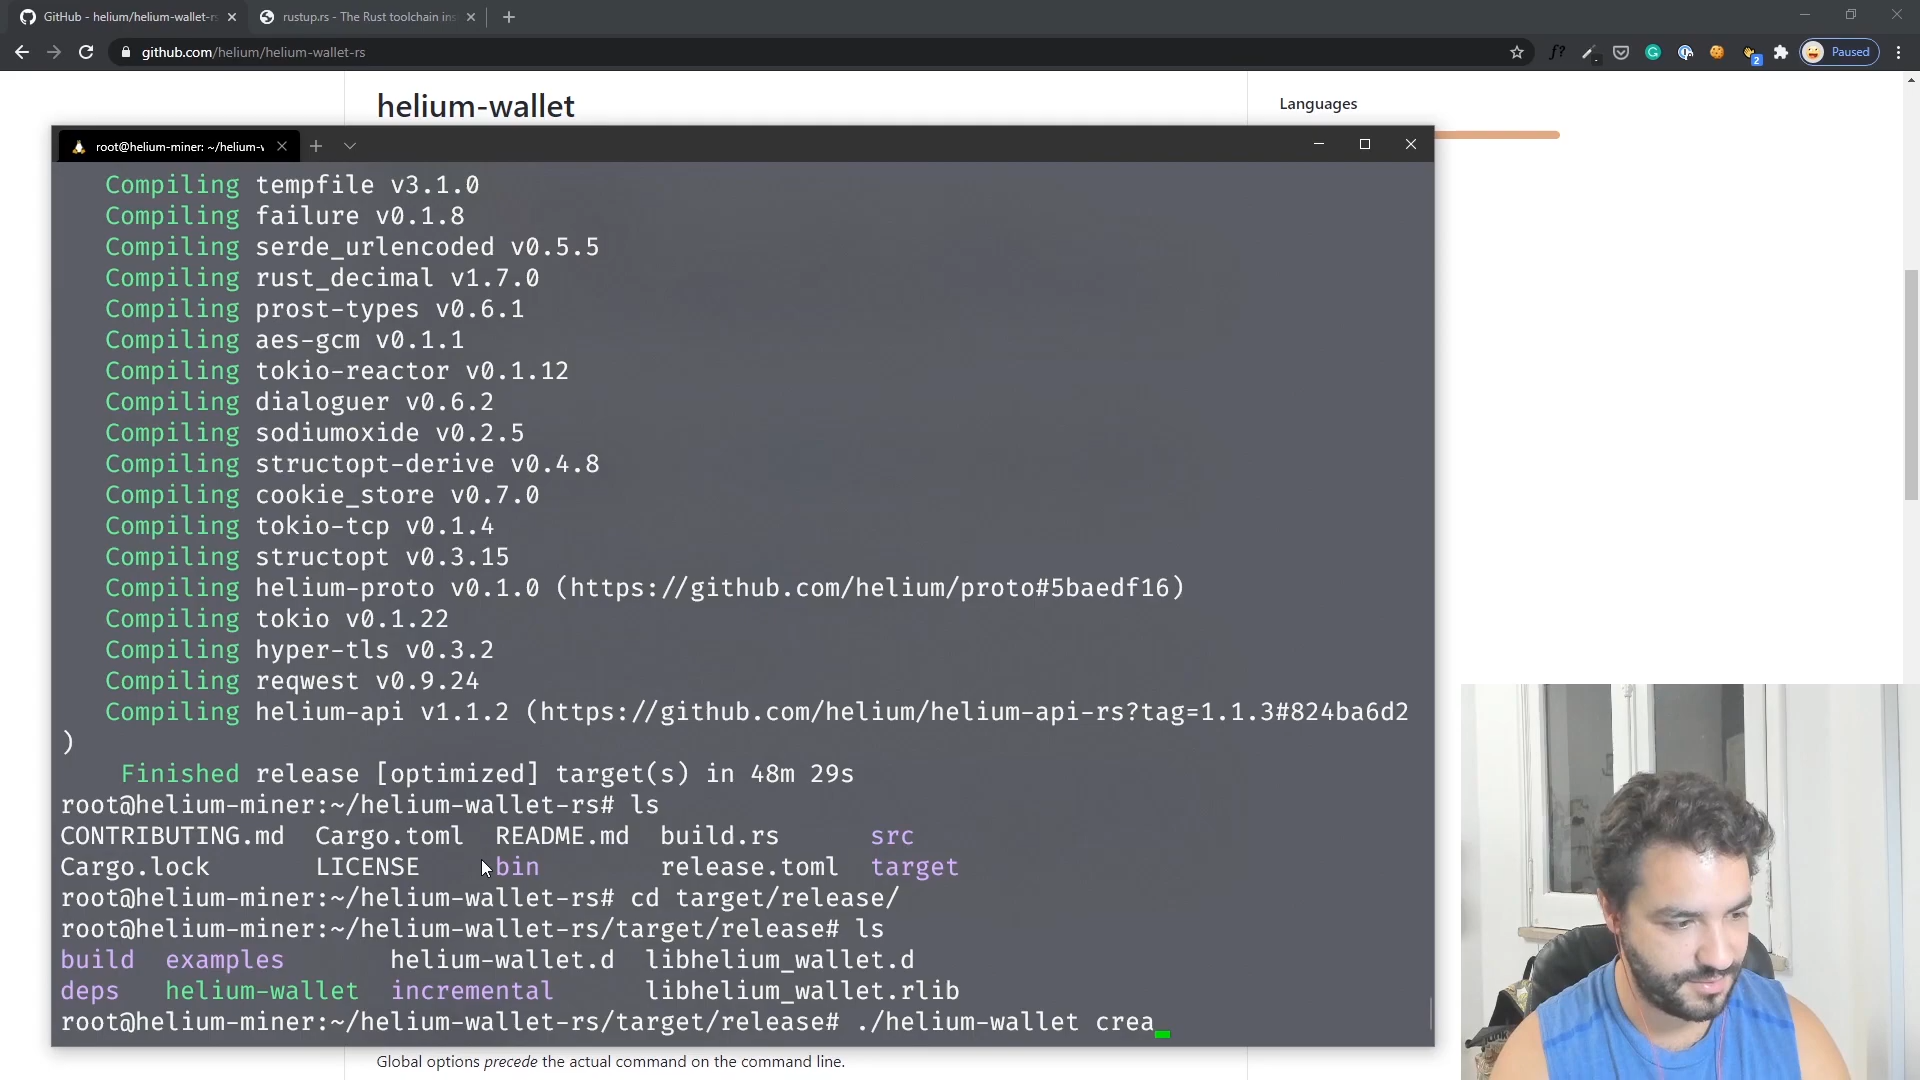 GitHub - helium/helium-wallet-rs
rustup.rs - The Rust toolchain ins
github.com/helium/helium-wallet-rs
Paused
2
helium-wallet
Languages
root@helium-miner: ~/helium-w
Compiling tempfile v3.1.0
Compiling failure v0.1.8
Compiling serde_urlencoded v0.5.5
Compiling rust_decimal v1.7.0
Compiling prost-types v0.6.1
Compiling aes-gcm v0.1.1
Compiling tokio-reactor v0.1.12
Compiling dialoguer v0.6.2
Compiling sodiumoxide v0.2.5
Compiling structopt-derive v0.4.8
Compiling cookie_store v0.7.0
Compiling tokio-tcp v0.1.4
Compiling structopt v0.3.15
Compiling helium-proto v0.1.0 (https://github.com/helium/proto#5baedf16)
Compiling tokio v0.1.22
Compiling hyper-tls v0.3.2
Compiling reqwest v0.9.24
Compiling helium-api v1.1.2 (https://github.com/helium/helium-api-rs?tag=1.1.3#824ba6d2
)
Finished release [optimized] target(s) in 48m 29s
root@helium-miner:~/helium-wallet-rs# ls
CONTRIBUTING.md Cargo.toml README.md build.rs src
Cargo.lock LICENSE bin release.toml target
root@helium-miner:~/helium-wallet-rs# cd target/release/
root@helium-miner:~/helium-wallet-rs/target/release# ls
build examples helium-wallet.d libhelium_wallet.d
deps helium-wallet incremental libhelium_wallet.rlib
root@helium-miner:~/helium-wallet-rs/target/release# ./helium-wallet crea
Global options precede the actual command on the command line.